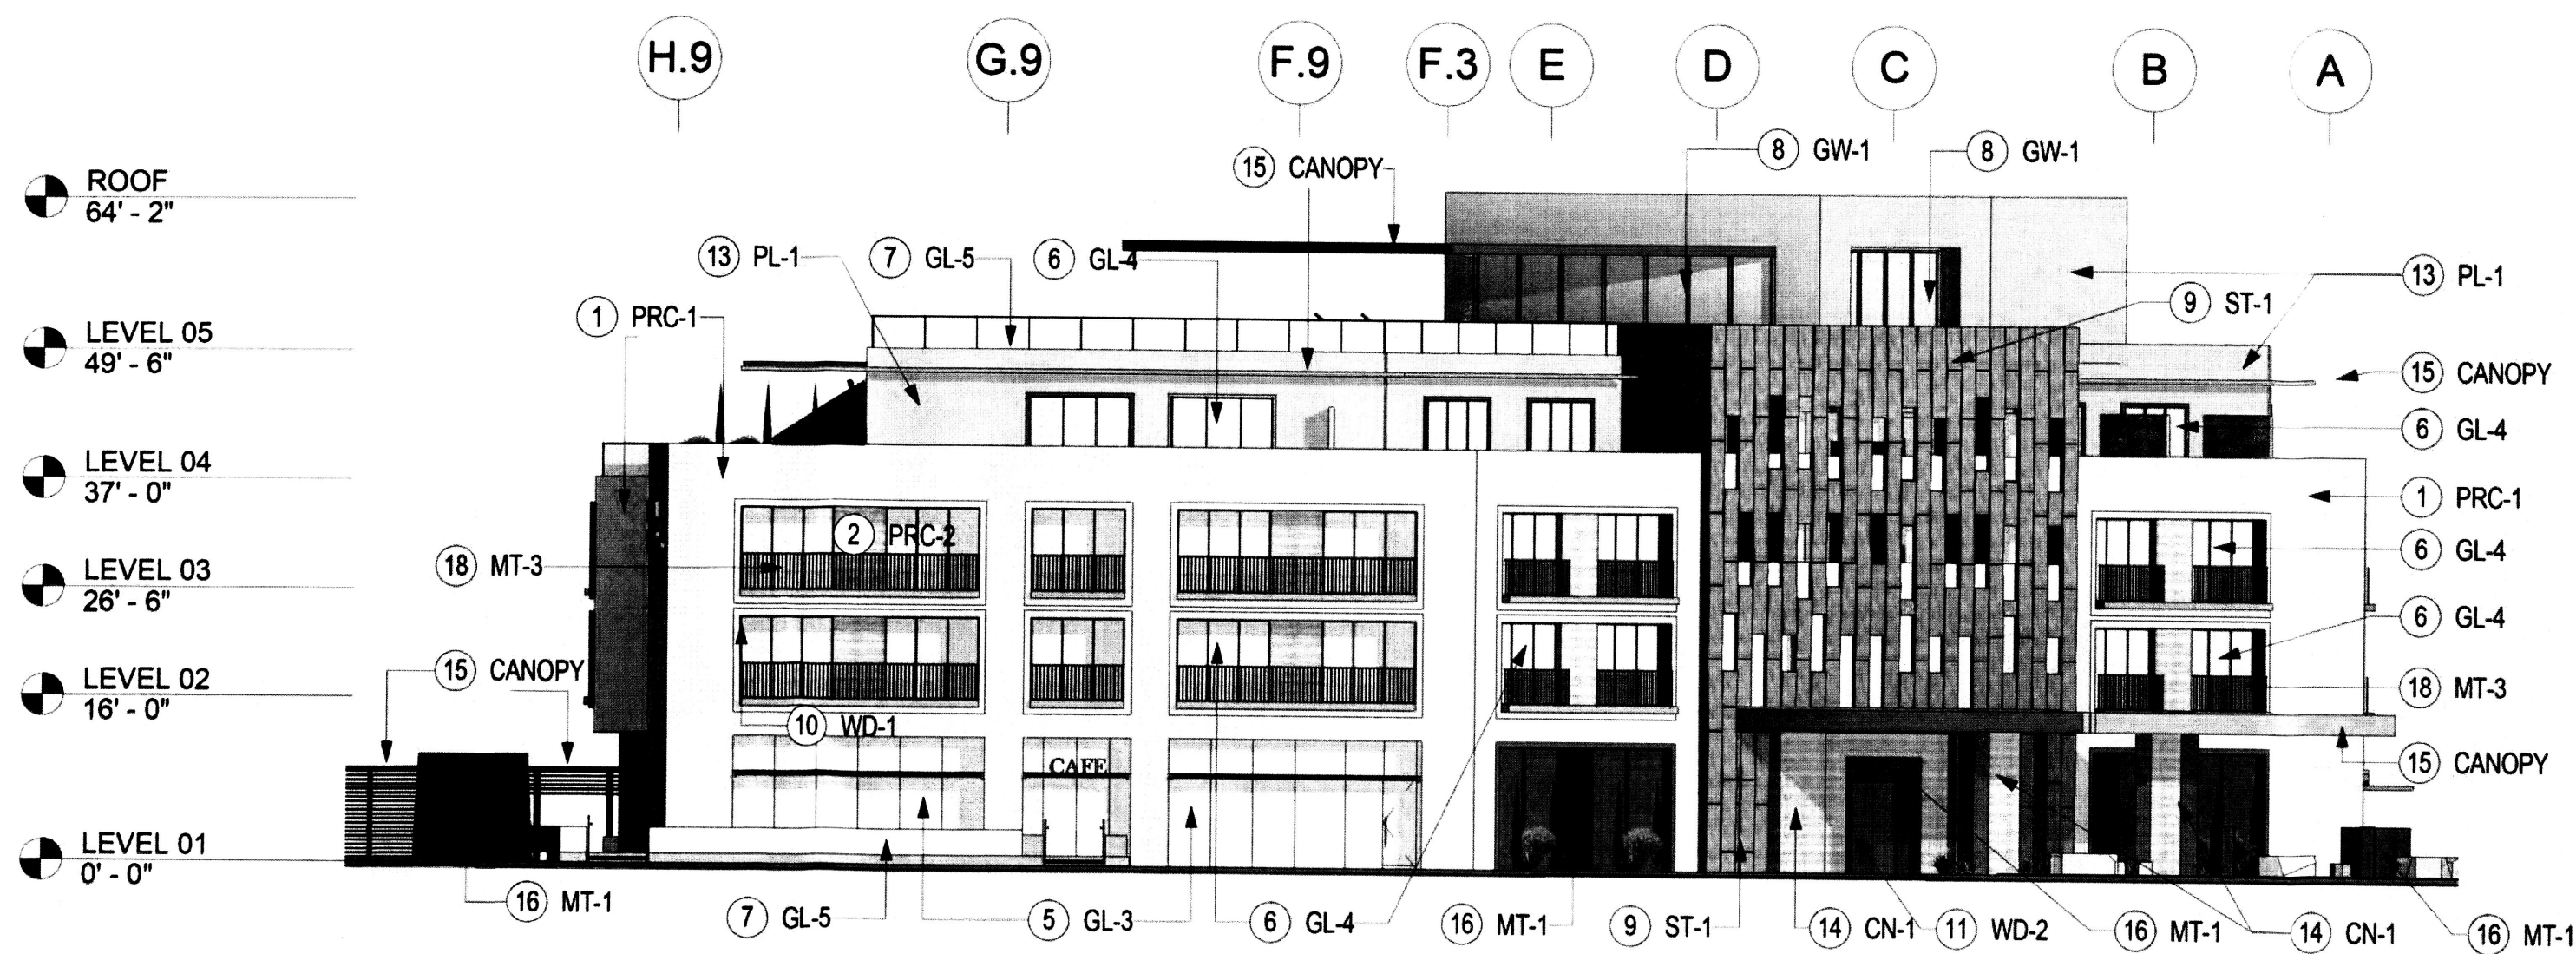 H.9 G.9 F.9 F.3 E D C B A
8 GW-1 8 GW-1
15 CANOPY
ROOF
64' - 2"
13 PL-1 7 GL-5 6 GL-4
13 PL-1
9 ST-1
1 PRC-1
LEVEL 05
49' - 6"
15 CANOPY
6 GL-4
LEVEL 04
37' - 0"
1 PRC-1
2 PRC-2
6 GL-4
18 MT-3
LEVEL 03
26' - 6"
6 GL-4
15 CANOPY
LEVEL 02
16' - 0"
18 MT-3
10 WD-1
CAFE
15 CANOPY
LEVEL 01
0' - 0"
16 MT-1 7 GL-5 5 GL-3 6 GL-4 16 MT-1 9 ST-1 14 CN-1 11 WD-2 16 MT-1 14 CN-1 16 MT-1